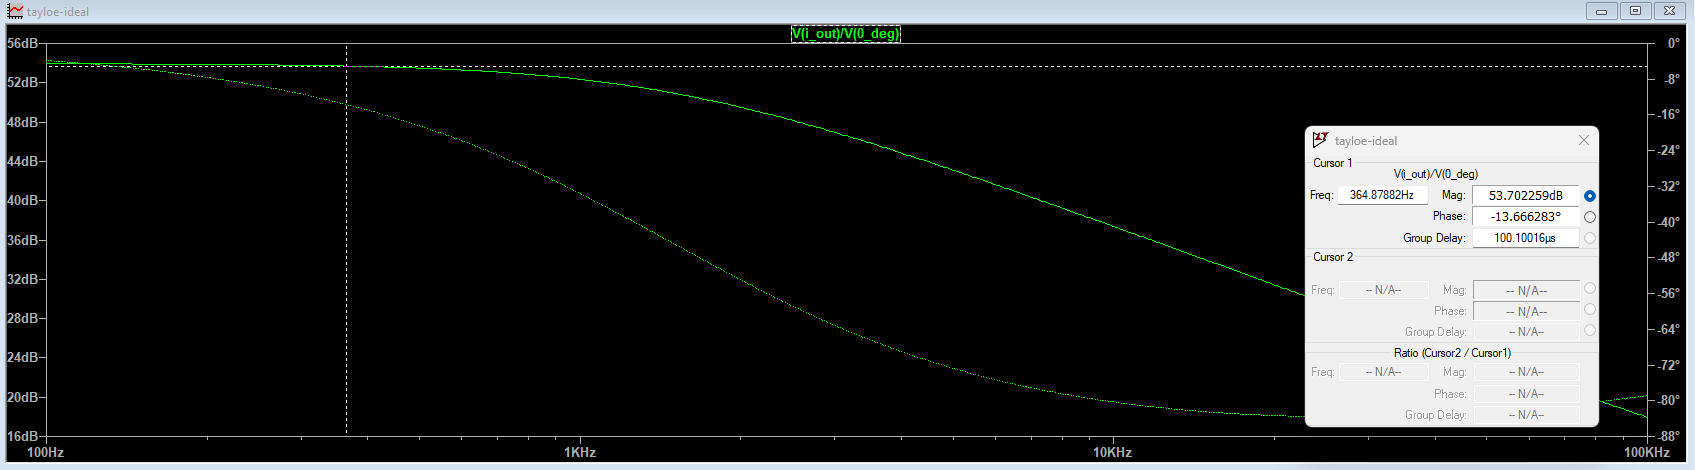 tayloe-ideal
V(i_out)/V(0_deg)
56dB
52dB
48dB
44dB
40dB
36dB
32dB
28dB
24dB
20dB
16dB
0°
-8°
-16°
-24°
-32°
-40°
-48°
-56°
-64°
-72°
-80°
-88°
100Hz
1KHz
10KHz
100KHz
tayloe-ideal
Cursor 1
V(i_out)/V(0_deg)
Freq: 364.87882Hz Mag: 53.702259dB
Phase: -13.666283°
Group Delay: 100.10016µs
Cursor 2
Freq: -- N/A-- Mag: -- N/A--
Phase: -- N/A--
Group Delay: -- N/A--
Ratio (Cursor2 / Cursor1)
Freq: -- N/A-- Mag: -- N/A--
Phase: -- N/A--
Group Delay: -- N/A--